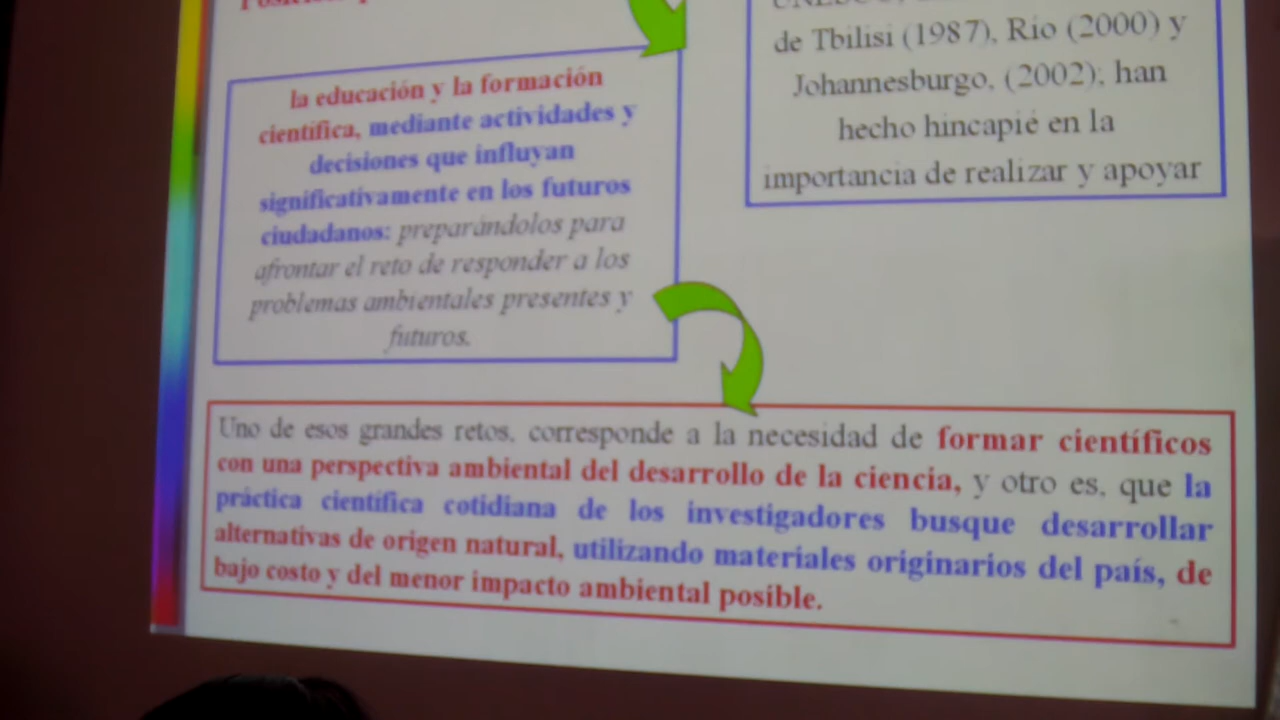 la educación y la formación
científica, mediante actividades y
decisiones que influyan
significativamente en los futuros
ciudadanos: preparándolos para
afrontar el reto de responder a los
problemas ambientales presentes y
futuros.
de Tbilisi (1987), Río (2000) y
Johannesburgo, (2002); han
hecho hincapié en la
importancia de realizar y apoyar
Uno de esos grandes retos, corresponde a la necesidad de formar científicos
con una perspectiva ambiental del desarrollo de la ciencia, y otro es, que la
práctica científica cotidiana de los investigadores busque desarrollar
alternativas de origen natural, utilizando materiales originarios del país, de
bajo costo y del menor impacto ambiental posible.